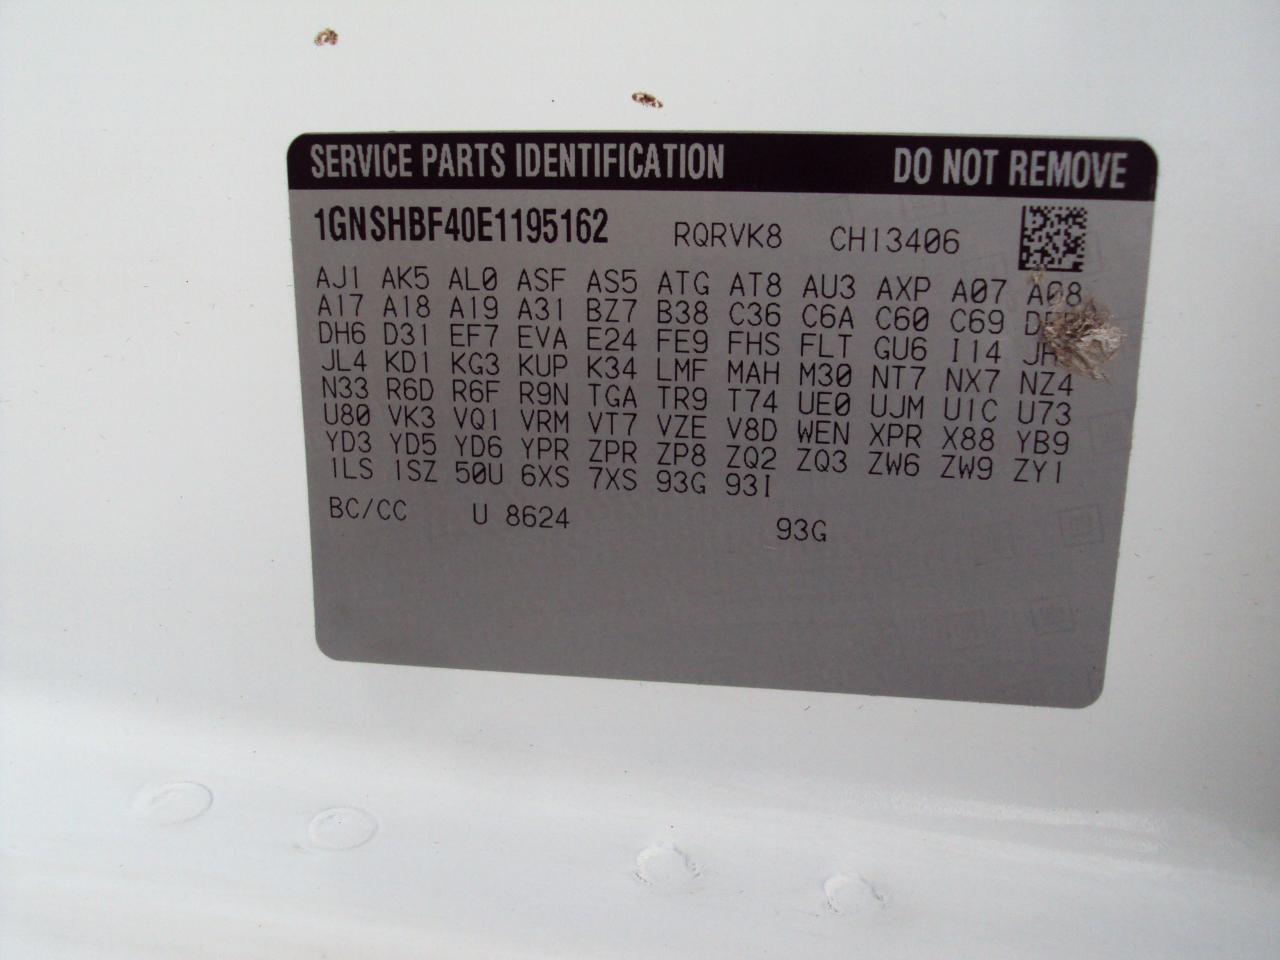 SERVICE PARTS IDENTIFICATION DO NOT REMOVE
1GNSHBF40E1195162 RQRVK8 CH13406
AJ1 AK5 AL0 ASF AS5 ATG AT8 AU3 AXP A07 A08
A17 A18 A19 A31 BZ7 B38 C36 C6A C60 C69
DH6 D31 EF7 EVA E24 FE9 FHS FLT GU6 I14
JL4 KD1 KG3 KUP K34 LMF MAH M30 NT7 NX7 NZ4
N33 R6D R6F R9N TGA TR9 T74 UE0 UJM U1C U73
U80 VK3 VQ1 VRM VT7 VZE V8D WEN XPR X88 YB9
YD3 YD5 YD6 YPR ZPR ZP8 ZQ2 ZQ3 ZW6 ZW9 ZY1
1LS 1SZ 50U 6XS 7XS 93G 93I
BC/CC U 8624 93G